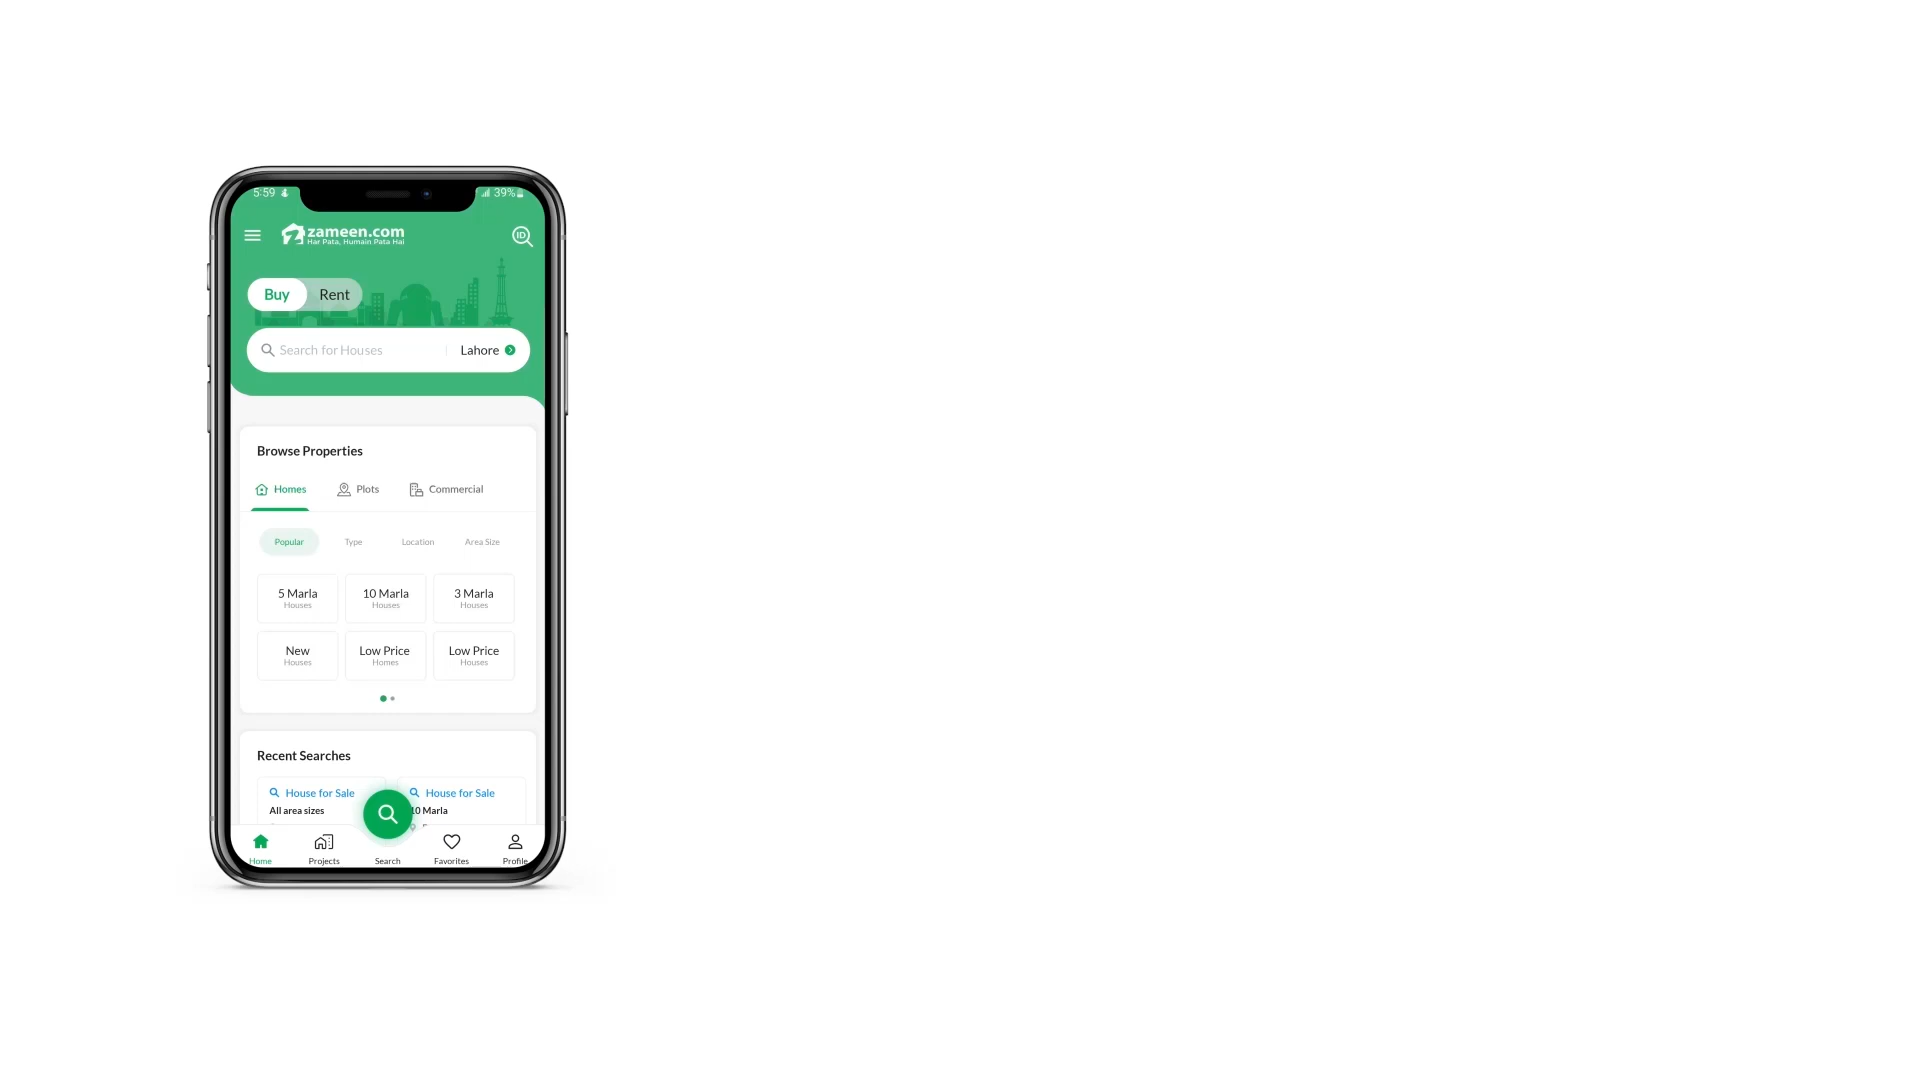 5:59
39%
zameen.com
Har Pata, Humain Pata Hai
ID
Buy Rent
Search for Houses Lahore
Browse Properties
Homes Plots Commercial
Popular Type Location Area Size
5 Marla 10 Marla 3 Marla
Houses Houses Houses
New Low Price Low Price
Houses Homes Houses
Recent Searches
House for Sale House for Sale
All area sizes 10 Marla
Home Projects Search Favorites Profile